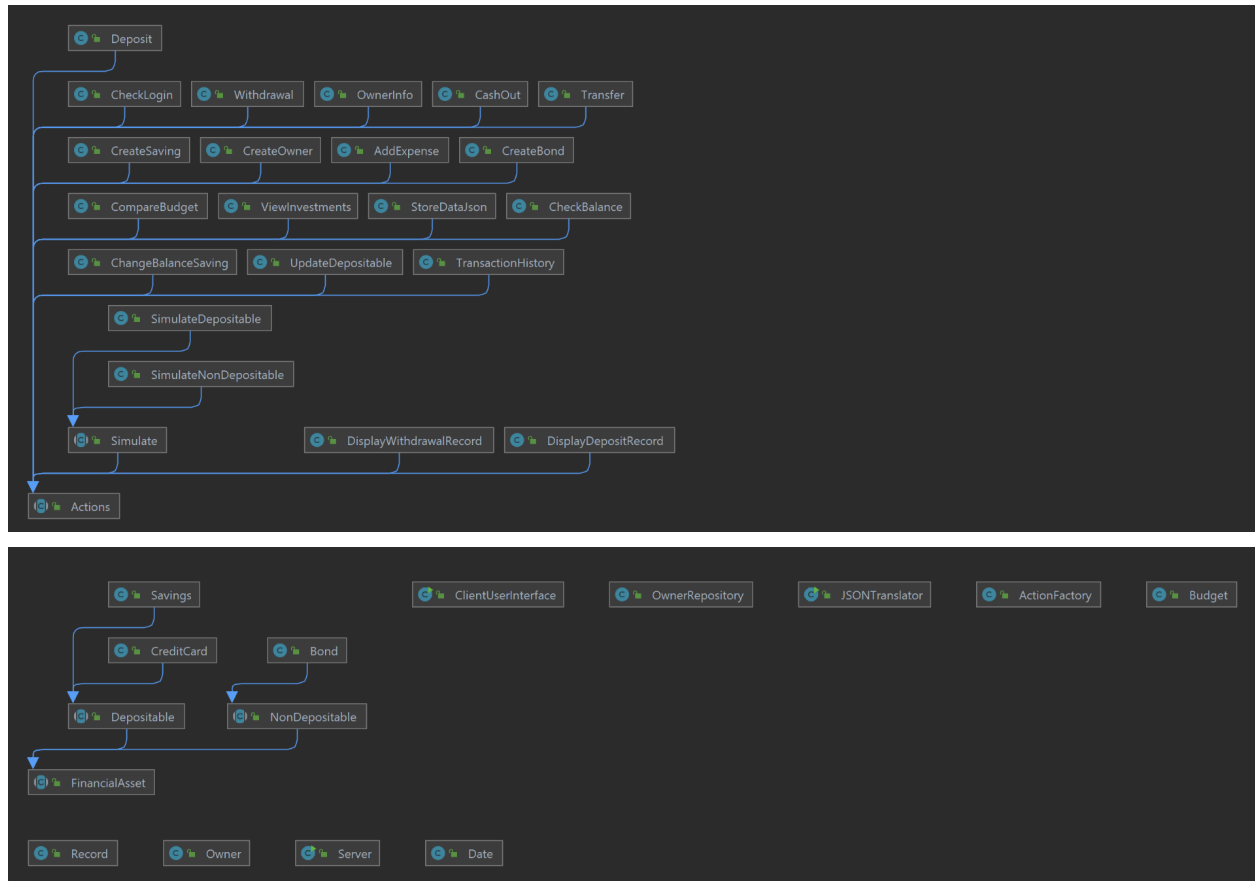 Deposit
CheckLogin Withdrawal OwnerInfo CashOut Transfer
CreateSaving CreateOwner AddExpense CreateBond
CompareBudget ViewInvestments StoreDataJson CheckBalance
ChangeBalanceSaving UpdateDepositable TransactionHistory
SimulateDepositable
SimulateNonDepositable
Simulate DisplayWithdrawalRecord DisplayDepositRecord
Actions
Savings ClientUserInterface OwnerRepository JSONTranslator ActionFactory Budget
CreditCard Bond
Depositable NonDepositable
FinancialAsset
Record Owner Server Date